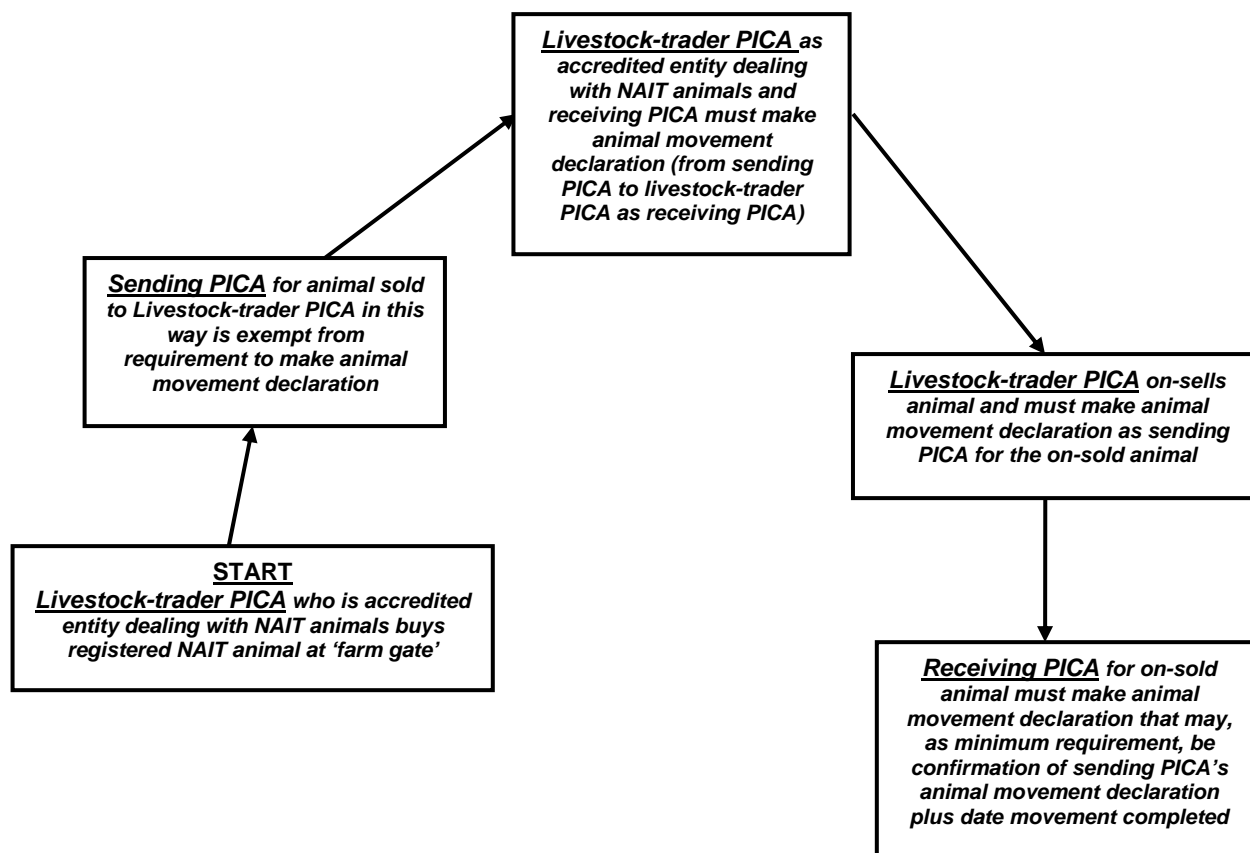 START
Livestock-trader PICA who is accredited
entity dealing with NAIT animals buys
registered NAIT animal at ‘farm gate’
Sending PICA for animal sold
to Livestock-trader PICA in this
way is exempt from
requirement to make animal
movement declaration
Livestock-trader PICA as
accredited entity dealing
with NAIT animals and
receiving PICA must make
animal movement
declaration (from sending
PICA to livestock-trader
PICA as receiving PICA)
Livestock-trader PICA on-sells
animal and must make animal
movement declaration as sending
PICA for the on-sold animal
Receiving PICA for on-sold
animal must make animal
movement declaration that may,
as minimum requirement, be
confirmation of sending PICA’s
animal movement declaration
plus date movement completed